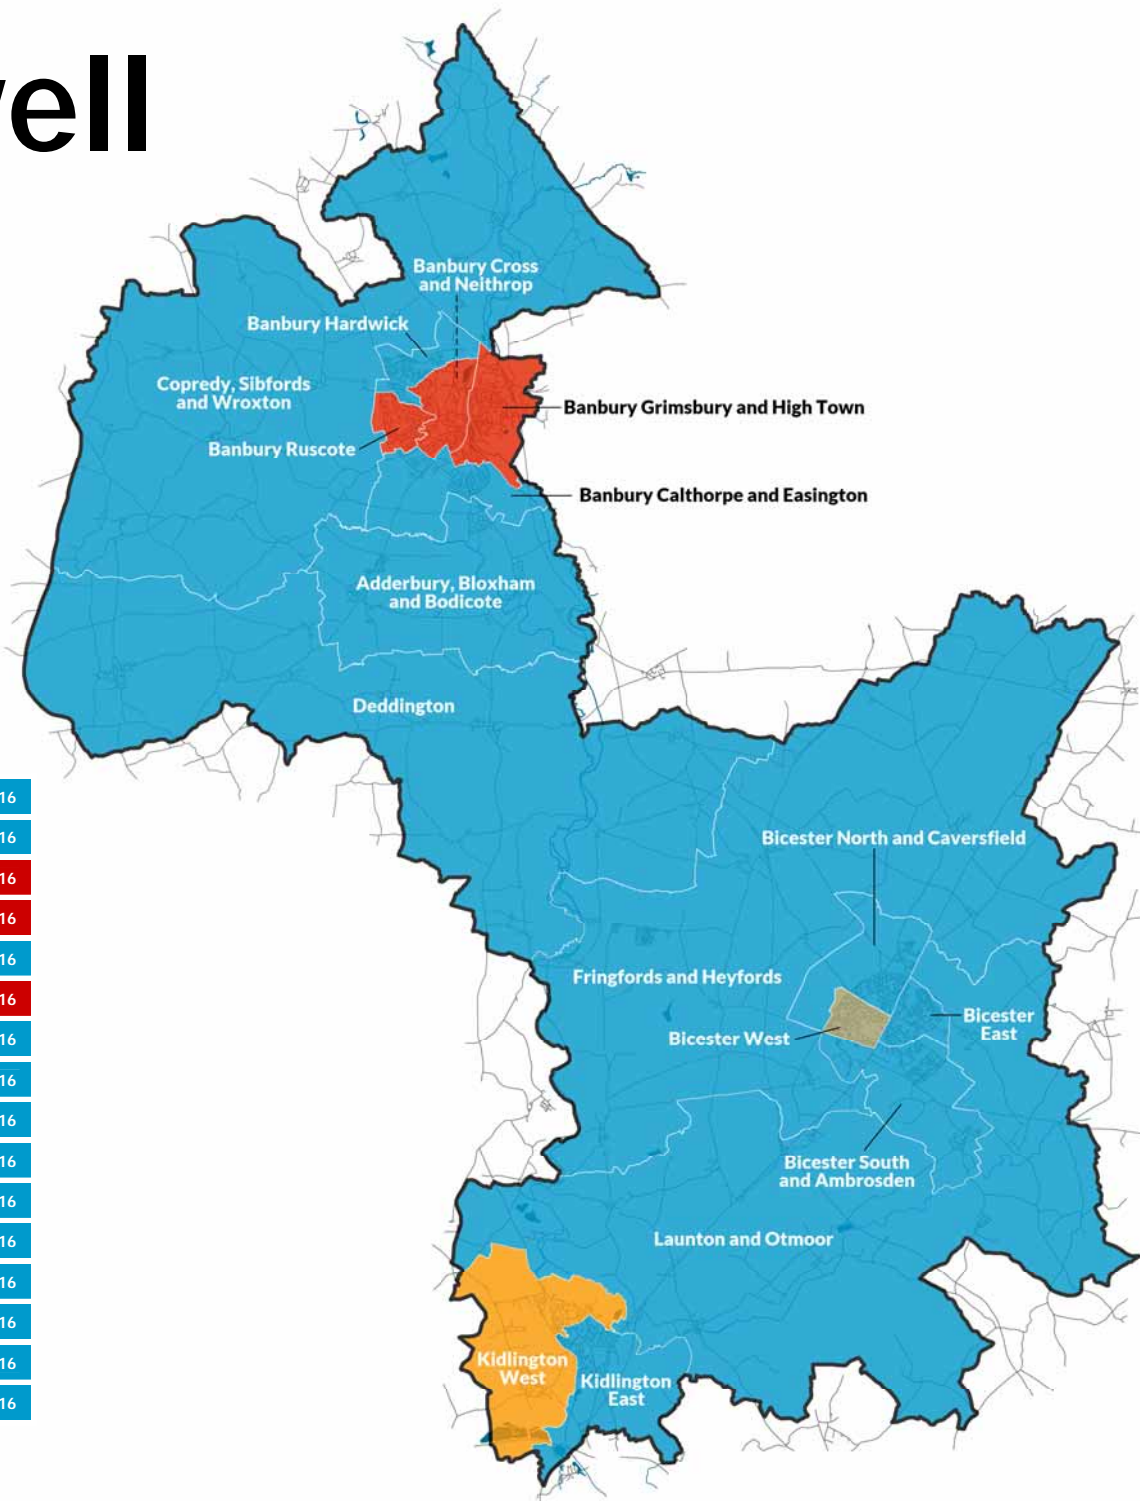 ell
Banbury Cross
and Neithrop
Banbury Hardwick
Copredy, Sibfords
and Wroxton
Banbury Grimsbury and High Town
Banbury Ruscote
Banbury Calthorpe and Easington
Adderbury, Bloxham
and Bodicote
Deddington
16
16
Bicester North and Caversfield
16
16
16
Fringfords and Heyfords
16
Bicester
East
Bicester West
16
16
16
16
Bicester South
and Ambrosden
16
Launton and Otmoor
16
16
16
16
Kidlington
West
Kidlington
East
16